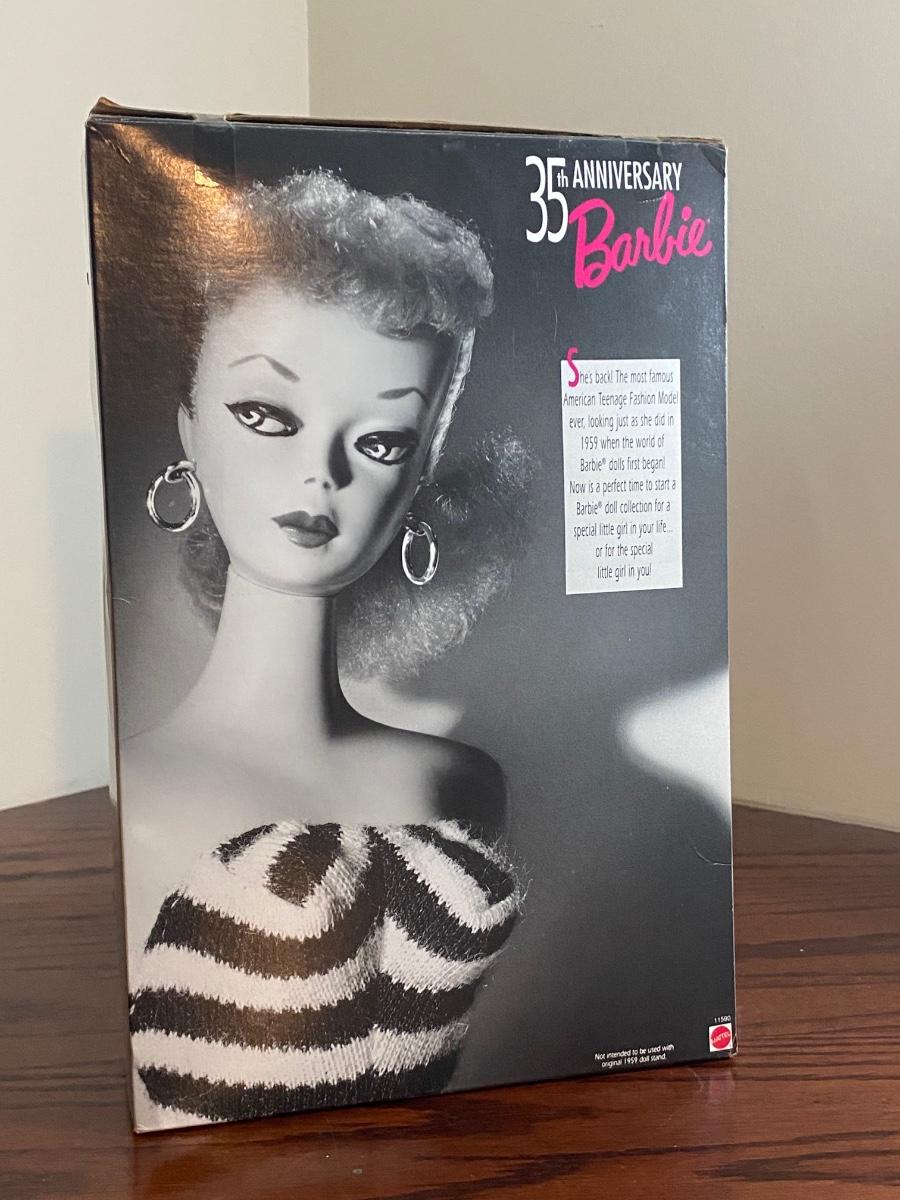 35th ANNIVERSARY
Barbie
She's back! The most famous
American Teenage Fashion Model
ever, looking just as she did in
1959 when the world of
Barbie® dolls first began!
Now is a perfect time to start a
Barbie® doll collection for a
special little girl in your life...
or for the special
little girl in you!
11590
MATTEL
Not intended to be used with
original 1959 doll stand.